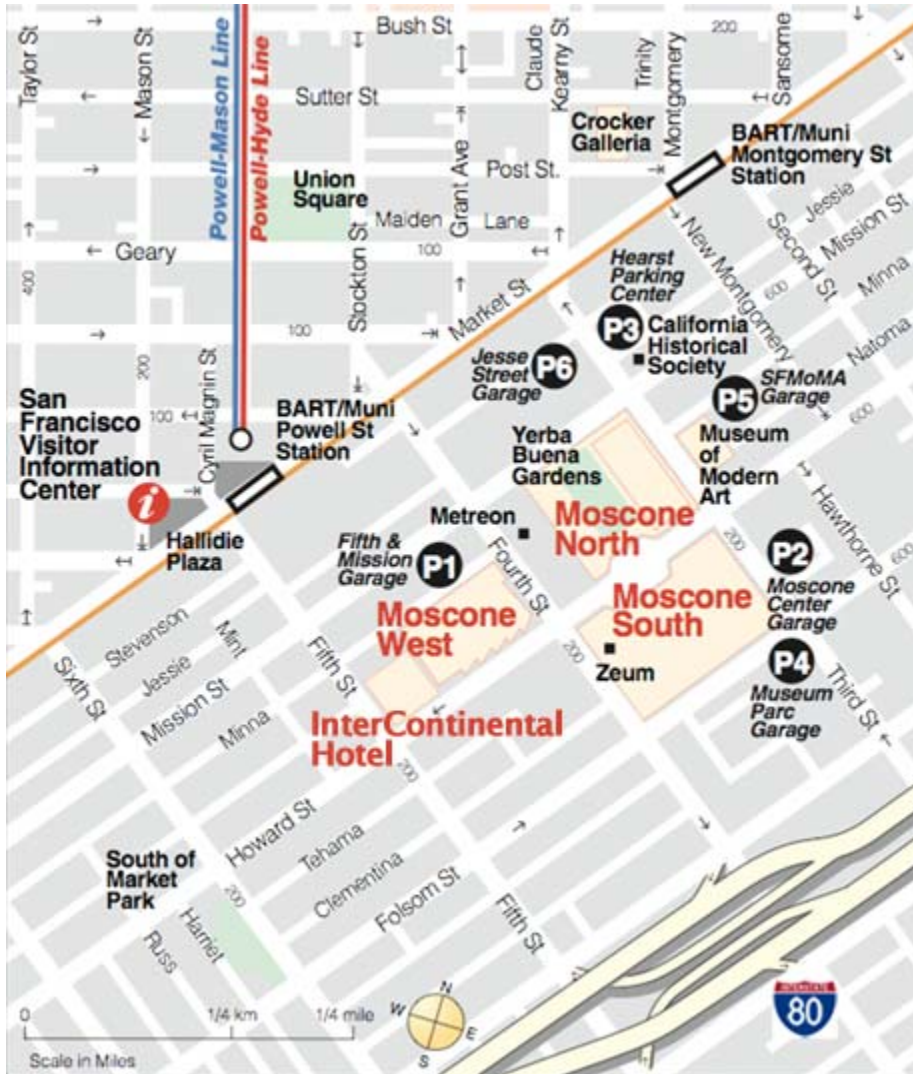 Taylor St
Mason St
Powell-Mason Line
Powell-Hyde Line
Bush St
Sutter St
Grant Ave
Claude
Kearny St
Trinity
Montgomery
200
Sansome
Crocker
Galleria
BART/Muni
Montgomery St
Station
Union
Square
Post St.
Maiden Lane
Geary
100
400
Stockton St
Market St
New Montgomery
Second St
Jessie
Mission St
Minna
Natoma
600
600
600
Hearst
Parking
Center
P3
California
Historical
Society
Jesse
Street
Garage
P6
P5
SFMoMA
Garage
Museum
of
Modern
Art
100
200
100
Cyril Magnin St
San
Francisco
Visitor
Information
Center
i
BART/Muni
Powell St
Station
Hallidie
Plaza
Yerba
Buena
Gardens
Metreon
Moscone
North
Fifth &
Mission
Garage
P1
Moscone
West
Fourth St
200
Moscone
South
Zeum
200
P2
Moscone
Center
Garage
P4
Museum
Parc
Garage
Hawthorne St
Third St
Stevenson
Jessie
Mint
Mission St
Minna
Sixth St
Fifth St
InterContinental
Hotel
200
Howard St
Tehama
Clementina
Folsom St
Fifth St
South of
Market
Park
200
Harriet
Russ
N
W
E
S
INTERSTATE
80
0
1/4 km
1/4 mile
Scale in Miles